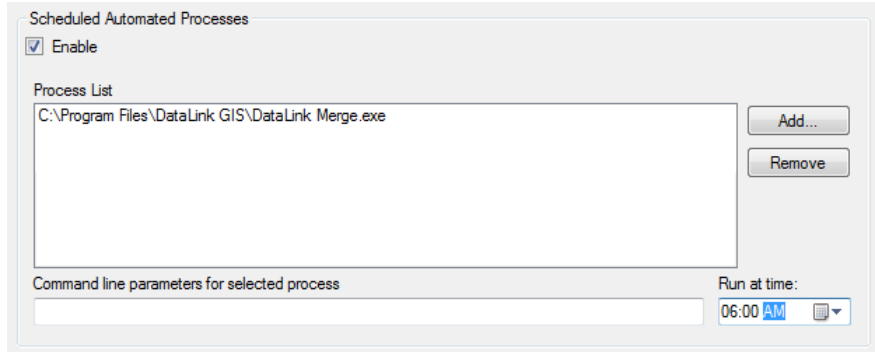 Scheduled Automated Processes
Enable
Process List
C:\Program Files\DataLink GIS\DataLink Merge.exe
Add...
Remove
Command line parameters for selected process
Run at time:
06:00 AM